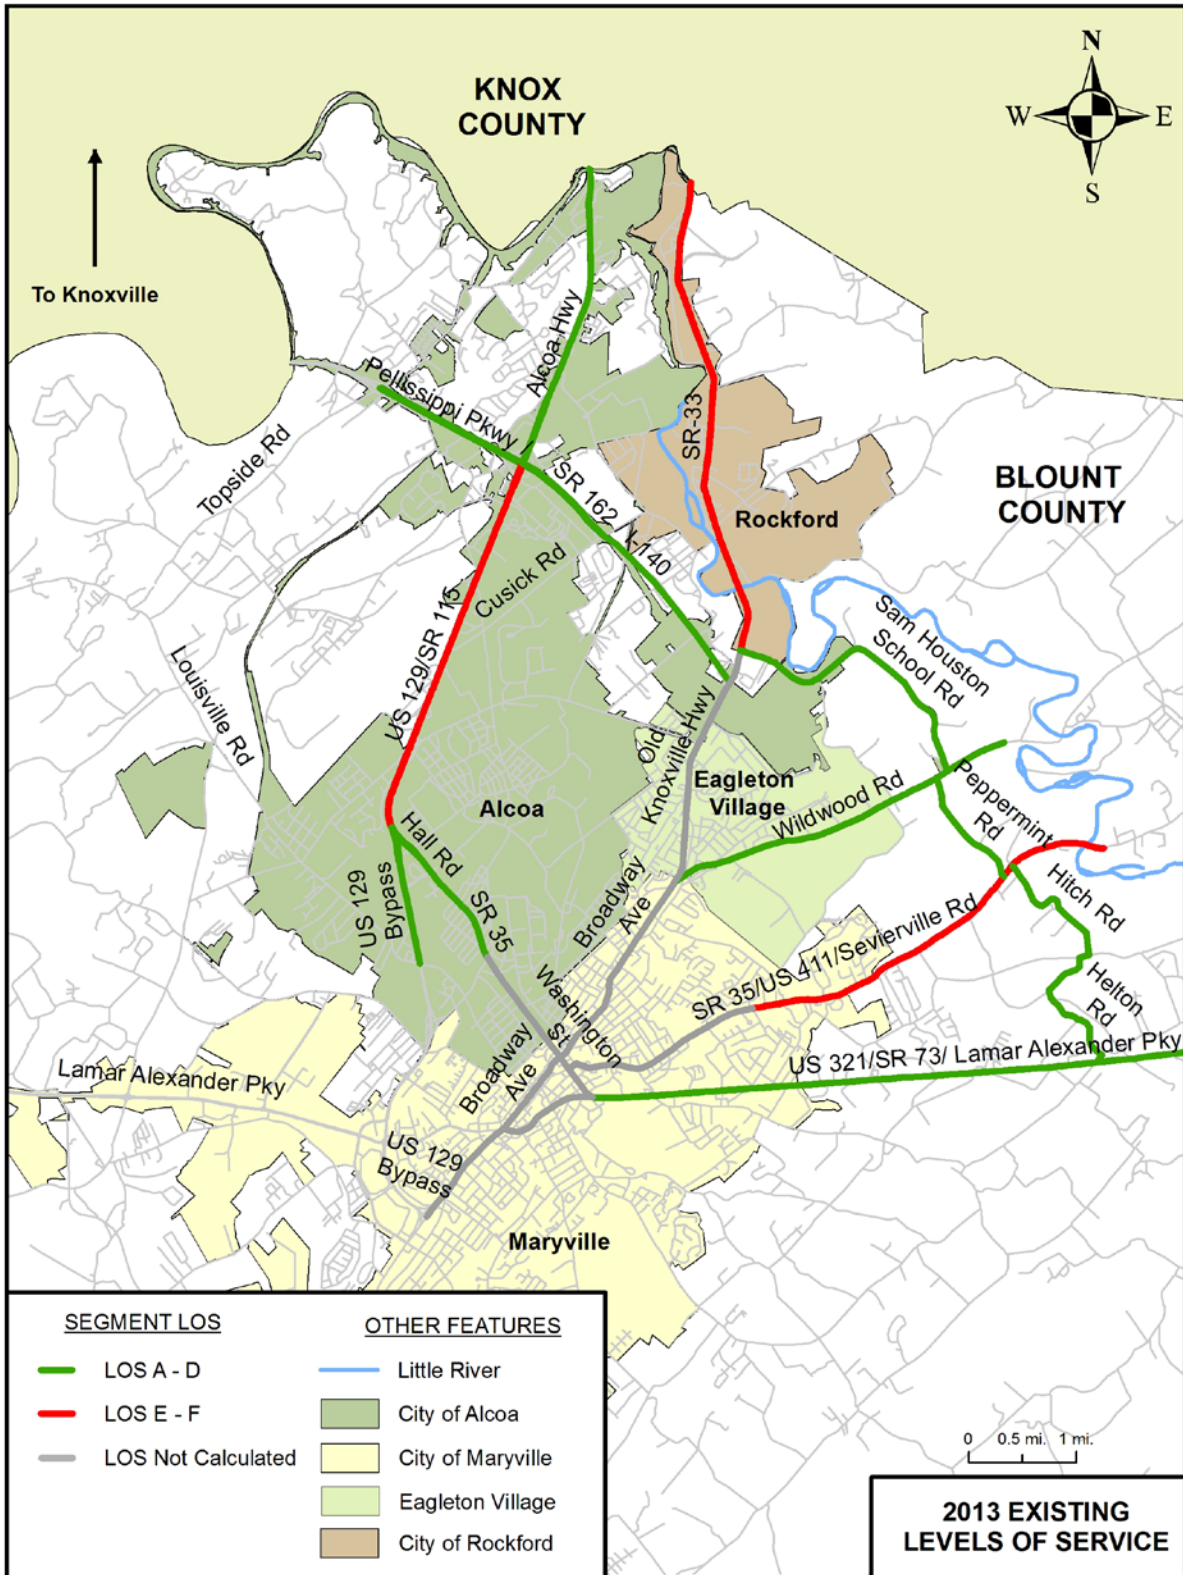 KNOX
COUNTY
N
W
E
S
To Knoxville
Alcoa Hwy
Pellissippi Pkwy
SR-33
Topside Rd
SR 162 / I-140
BLOUNT
COUNTY
Rockford
Cusick Rd
US 129/SR 115
Sam Houston
School Rd
Louisville Rd
Old
Knoxville Hwy
Eagleton
Village
Alcoa
Wildwood Rd
Peppermint
Rd
Hall Rd
US 129
Bypass
SR 35
Broadway
Ave
Hitch Rd
SR 35/US 411/Sevierville Rd
Washington
St
Helton
Rd
Broadway
Ave
US 321/SR 73/ Lamar Alexander Pky
Lamar Alexander Pky
US 129
Bypass
Maryville
SEGMENT LOS
LOS A - D
LOS E - F
LOS Not Calculated
OTHER FEATURES
Little River
City of Alcoa
City of Maryville
Eagleton Village
City of Rockford
0 0.5 mi. 1 mi.
2013 EXISTING
LEVELS OF SERVICE